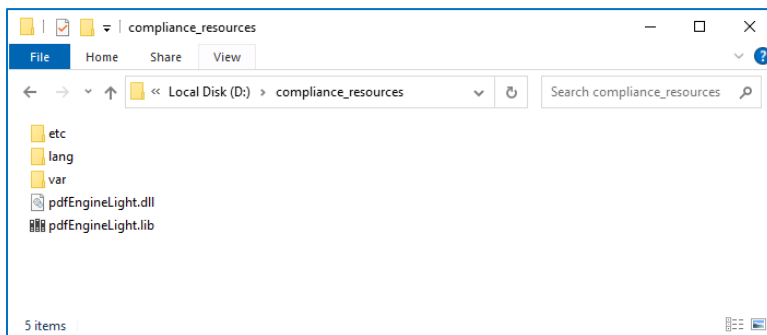 compliance_resources
File Home Share View
« Local Disk (D:) > compliance_resources Search compliance_resources
etc
lang
var
pdfEngineLight.dll
pdfEngineLight.lib
5 items